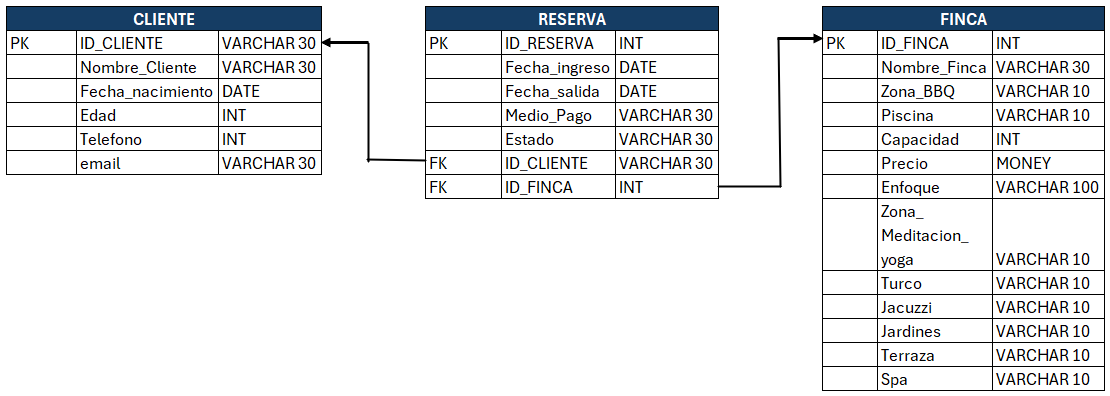 CLIENTE
PK ID_CLIENTE VARCHAR 30
Nombre_Cliente VARCHAR 30
Fecha_nacimiento DATE
Edad INT
Telefono INT
email VARCHAR 30
RESERVA
PK ID_RESERVA INT
Fecha_ingreso DATE
Fecha_salida DATE
Medio_Pago VARCHAR 30
Estado VARCHAR 30
FK ID_CLIENTE VARCHAR 30
FK ID_FINCA INT
FINCA
PK ID_FINCA INT
Nombre_Finca VARCHAR 30
Zona_BBQ VARCHAR 10
Piscina VARCHAR 10
Capacidad INT
Precio MONEY
Enfoque VARCHAR 100
Zona_
Meditacion_
yoga VARCHAR 10
Turco VARCHAR 10
Jacuzzi VARCHAR 10
Jardines VARCHAR 10
Terraza VARCHAR 10
Spa VARCHAR 10